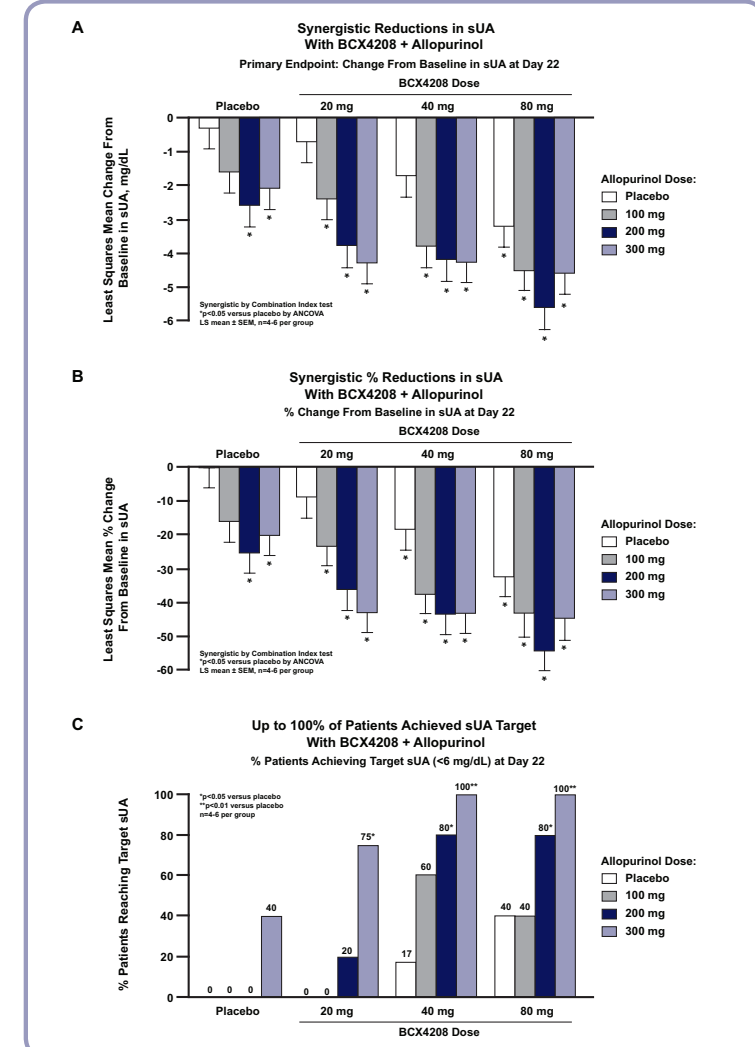 A
Synergistic Reductions in sUA
With BCX4208 + Allopurinol
Primary Endpoint: Change From Baseline in sUA at Day 22
BCX4208 Dose
Placebo
20 mg
40 mg
80 mg
Least Squares Mean Change From
Baseline in sUA, mg/dL
0
-1
-2
-3
-4
-5
-6
*
*
*
*
*
*
*
*
*
*
*
*
Synergistic by Combination Index test
*p<0.05 versus placebo by ANCOVA
LS mean ± SEM, n=4-6 per group
Allopurinol Dose:
Placebo
100 mg
200 mg
300 mg
B
Synergistic % Reductions in sUA
With BCX4208 + Allopurinol
% Change From Baseline in sUA at Day 22
BCX4208 Dose
Placebo
20 mg
40 mg
80 mg
Least Squares Mean % Change
From Baseline in sUA
0
-10
-20
-30
-40
-50
-60
*
*
*
*
*
*
*
*
*
*
*
*
*
Synergistic by Combination Index test
*p<0.05 versus placebo by ANCOVA
LS mean ± SEM, n=4-6 per group
Allopurinol Dose:
Placebo
100 mg
200 mg
300 mg
C
Up to 100% of Patients Achieved sUA Target
With BCX4208 + Allopurinol
% Patients Achieving Target sUA (<6 mg/dL) at Day 22
% Patients Reaching Target sUA
100
80
60
40
20
0
*p<0.05 versus placebo
**p<0.01 versus placebo
n=4-6 per group
0 0 0 40
0 0 20 75*
17 60 80* 100**
40 40 80* 100**
Placebo
20 mg
40 mg
80 mg
BCX4208 Dose
Allopurinol Dose:
Placebo
100 mg
200 mg
300 mg